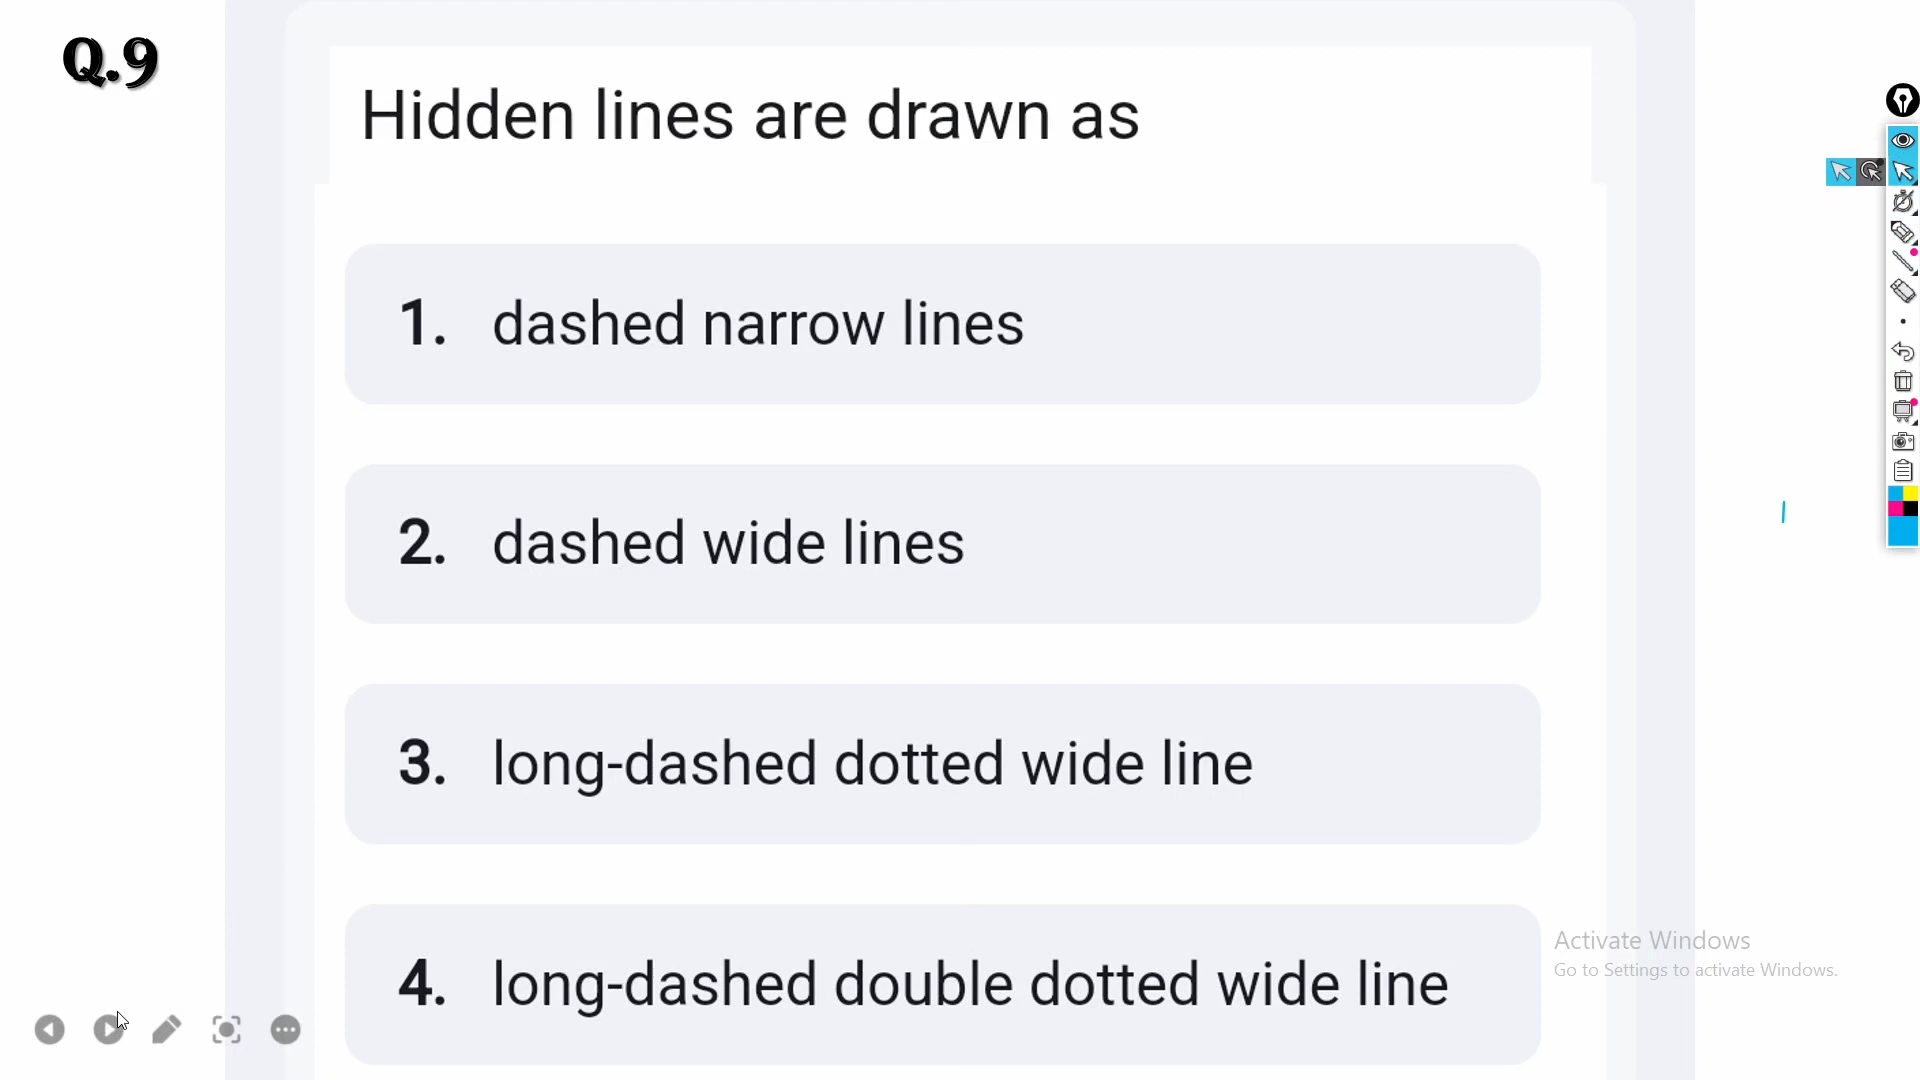 Q.9
Hidden lines are drawn as
1. dashed narrow lines
2. dashed wide lines
3. long-dashed dotted wide line
4. long-dashed double dotted wide line
Activate Windows
Go to Settings to activate Windows.